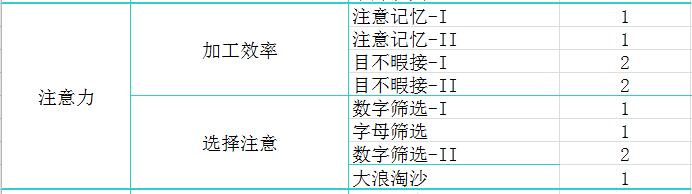 注意力
加工效率
注意记忆-I 1
注意记忆-II 1
目不暇接-I 2
目不暇接-II 2
选择注意
数字筛选-I 1
字母筛选 1
数字筛选-II 2
大浪淘沙 1